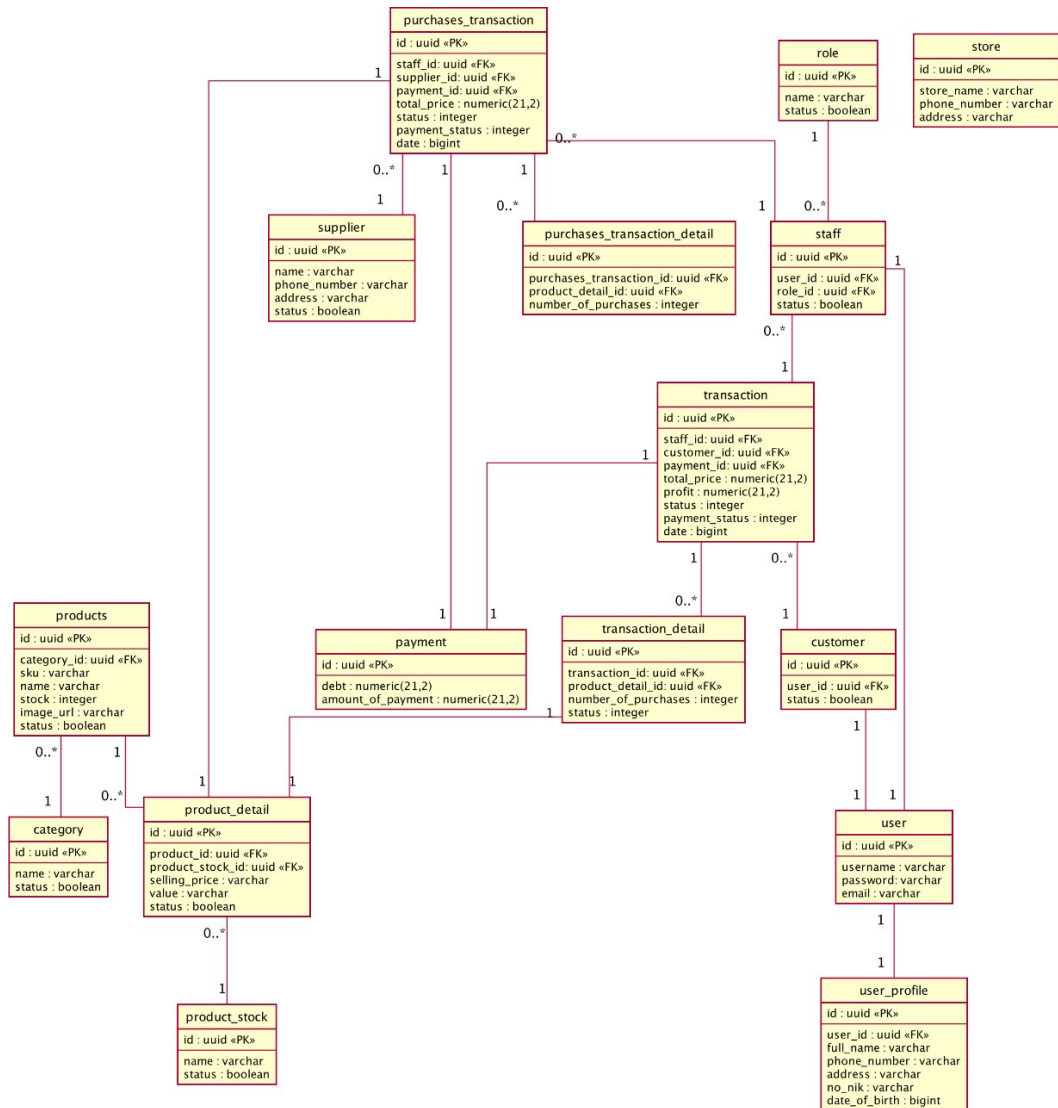 purchases_transaction
id : uuid «PK»
staff_id: uuid «FK»
supplier_id: uuid «FK»
payment_id: uuid «FK»
total_price : numeric(21,2)
status : integer
payment_status : integer
date : bigint
role
id : uuid «PK»
name : varchar
status : boolean
store
id : uuid «PK»
store_name : varchar
phone_number : varchar
address : varchar
1
0..*
1
0..*
1
1
0..*
1
0..*
1
0..*
supplier
id : uuid «PK»
name : varchar
phone_number : varchar
address : varchar
status : boolean
purchases_transaction_detail
id : uuid «PK»
purchases_transaction_id: uuid «FK»
product_detail_id: uuid «FK»
number_of_purchases : integer
staff
id : uuid «PK»
user_id : uuid «FK»
role_id : uuid «FK»
status : boolean
1
0..*
1
transaction
id : uuid «PK»
staff_id: uuid «FK»
customer_id: uuid «FK»
payment_id: uuid «FK»
total_price : numeric(21,2)
profit : numeric(21,2)
status : integer
payment_status : integer
date : bigint
1
1
0..*
0..*
1
1
1
products
id : uuid «PK»
category_id: uuid «FK»
sku : varchar
name : varchar
stock : integer
image_url : varchar
status : boolean
payment
id : uuid «PK»
debt : numeric(21,2)
amount_of_payment : numeric(21,2)
transaction_detail
id : uuid «PK»
transaction_id: uuid «FK»
product_detail_id: uuid «FK»
number_of_purchases : integer
status : integer
customer
id : uuid «PK»
user_id : uuid «FK»
status : boolean
1
0..*
1
1
0..*
1
1
1
1
1
1
category
id : uuid «PK»
name : varchar
status : boolean
product_detail
id : uuid «PK»
product_id: uuid «FK»
product_stock_id: uuid «FK»
selling_price : varchar
value : varchar
status : boolean
user
id : uuid «PK»
username : varchar
password: varchar
email : varchar
0..*
1
1
1
product_stock
id : uuid «PK»
name : varchar
status : boolean
user_profile
id : uuid «PK»
user_id : uuid «FK»
full_name : varchar
phone_number : varchar
address : varchar
no_nik : varchar
date_of_birth : bigint